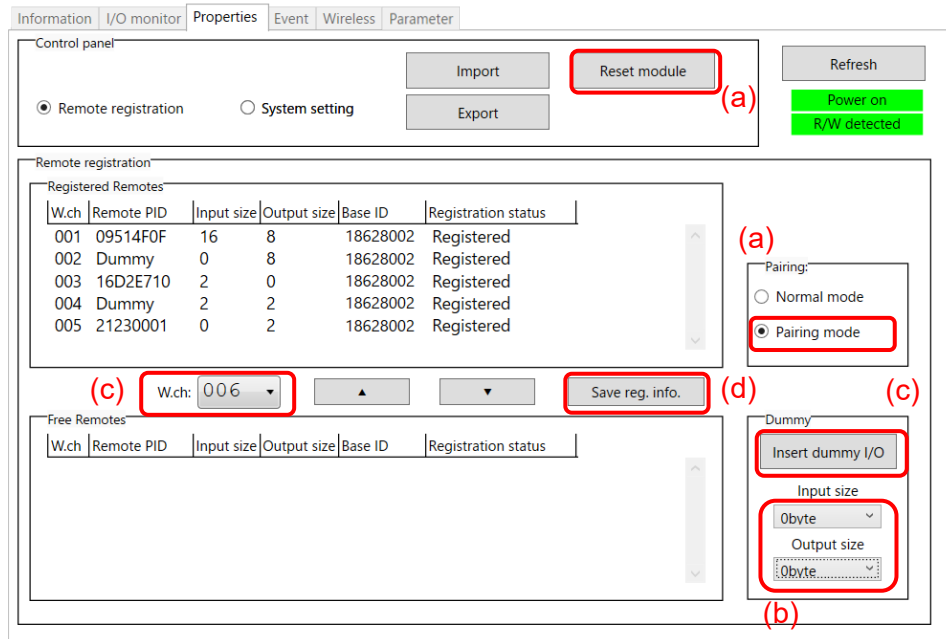 Information I/O monitor Properties Event Wireless Parameter
Control panel
Import Reset module Refresh
(a)
Remote registration System setting Export
Power on
R/W detected
Remote registration
Registered Remotes
W.ch Remote PID Input size Output size Base ID Registration status
001 09514F0F 16 8 18628002 Registered
002 Dummy 0 8 18628002 Registered
003 16D2E710 2 0 18628002 Registered
004 Dummy 2 2 18628002 Registered
005 21230001 0 2 18628002 Registered
(a)
Pairing:
Normal mode
Pairing mode
(c) W.ch: 006 ▾ ▲ ▼ Save reg. info. (d) (c)
Free Remotes
W.ch Remote PID Input size Output size Base ID Registration status
Dummy
Insert dummy I/O
Input size
0byte
Output size
0byte
(b)